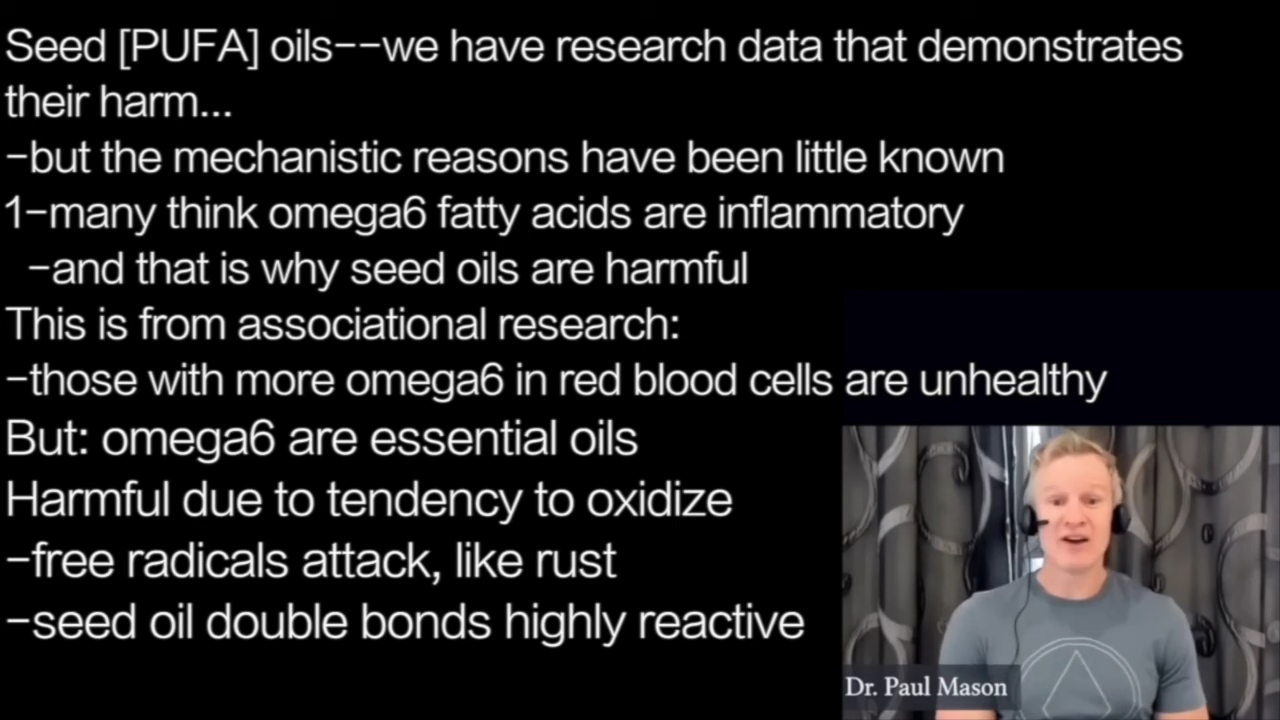 Seed [PUFA] oils--we have research data that demonstrates
their harm...
-but the mechanistic reasons have been little known
1-many think omega6 fatty acids are inflammatory
-and that is why seed oils are harmful
This is from associational research:
-those with more omega6 in red blood cells are unhealthy
But: omega6 are essential oils
Harmful due to tendency to oxidize
-free radicals attack, like rust
-seed oil double bonds highly reactive
Dr. Paul Mason